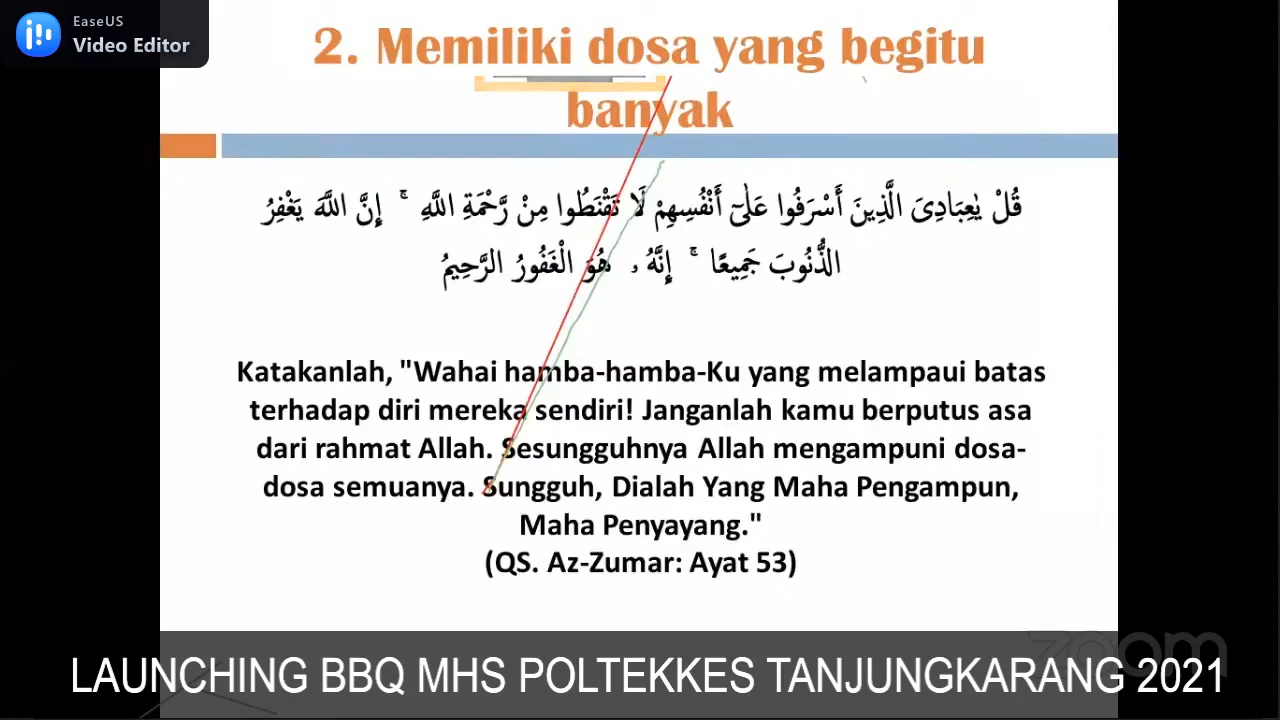 EaseUS
Video Editor
2. Memiliki dosa yang begitu
banyak
قُلْ يٰعِبَادِىَ الَّذِينَ أَسْرَفُوا عَلٰىٓ أَنْفُسِهِمْ لَا تَقْنَطُوا مِنْ رَّحْمَةِ اللَّهِ ۚ إِنَّ اللَّهَ يَغْفِرُ
الذُّنُوبَ جَمِيعًا ۚ إِنَّهُۥ هُوَ الْغَفُورُ الرَّحِيمُ
Katakanlah, "Wahai hamba-hamba-Ku yang melampaui batas
terhadap diri mereka sendiri! Janganlah kamu berputus asa
dari rahmat Allah. Sesungguhnya Allah mengampuni dosa-
dosa semuanya. Sungguh, Dialah Yang Maha Pengampun,
Maha Penyayang."
(QS. Az-Zumar: Ayat 53)
zoom
LAUNCHING BBQ MHS POLTEKKES TANJUNGKARANG 2021